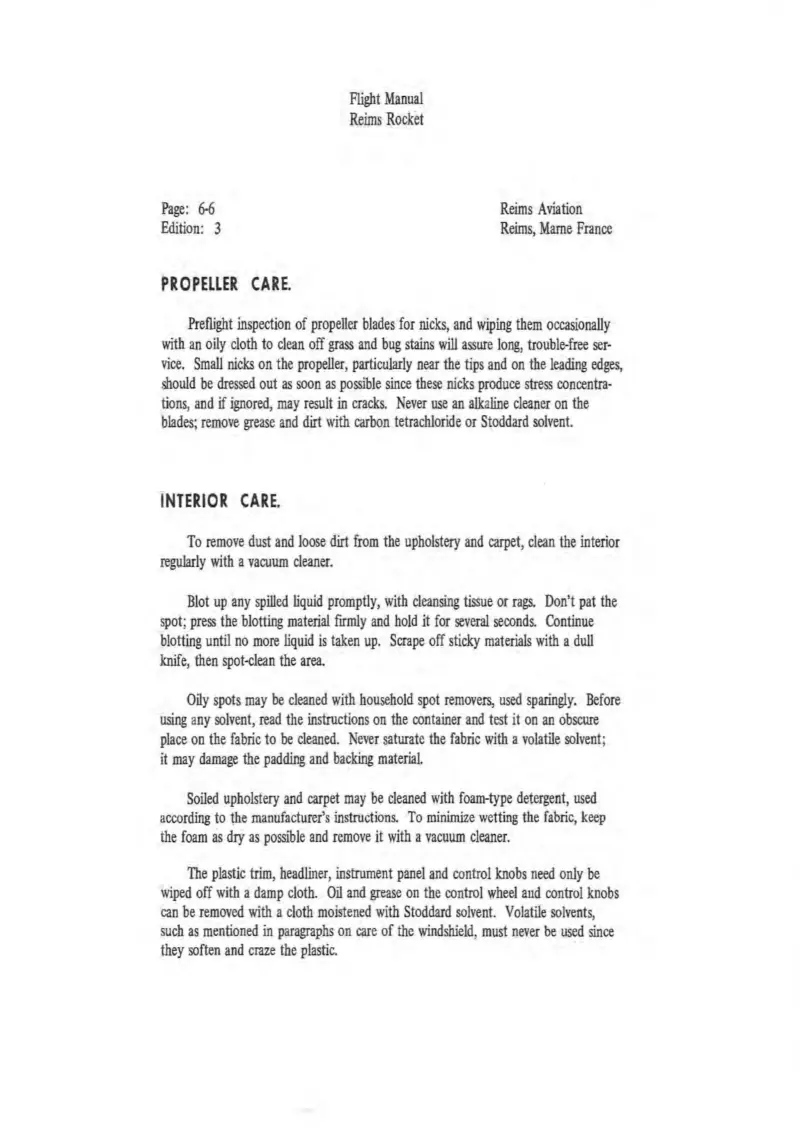 Flight Manual
Reims Rocket
Page: 6-6
Edition: 3
Reims Aviation
Reims, Marne France
PROPELLER CARE.
Preflight inspection of propeller blades for nicks, and wiping them occasionally
with an oily cloth to clean off grass and bug stains will assure long, trouble-free ser-
vice. Small nicks on the propeller, particularly near the tips and on the leading edges,
should be dressed out as soon as possible since these nicks produce stress concentra-
tions, and if ignored, may result in cracks. Never use an alkaline cleaner on the
blades; remove grease and dirt with carbon tetrachloride or Stoddard solvent.
INTERIOR CARE.
To remove dust and loose dirt from the upholstery and carpet, clean the interior
regularly with a vacuum cleaner.
Blot up any spilled liquid promptly, with cleansing tissue or rags. Don't pat the
spot; press the blotting material firmly and hold it for several seconds. Continue
blotting until no more liquid is taken up. Scrape off sticky materials with a dull
knife, then spot-clean the area.
Oily spots may be cleaned with household spot removers, used sparingly. Before
using any solvent, read the instructions on the container and test it on an obscure
place on the fabric to be cleaned. Never saturate the fabric with a volatile solvent;
it may damage the padding and backing material.
Soiled upholstery and carpet may be cleaned with foam-type detergent, used
according to the manufacturer's instructions. To minimize wetting the fabric, keep
the foam as dry as possible and remove it with a vacuum cleaner.
The plastic trim, headliner, instrument panel and control knobs need only be
wiped off with a damp cloth. Oil and grease on the control wheel and control knobs
can be removed with a cloth moistened with Stoddard solvent. Volatile solvents,
such as mentioned in paragraphs on care of the windshield, must never be used since
they soften and craze the plastic.